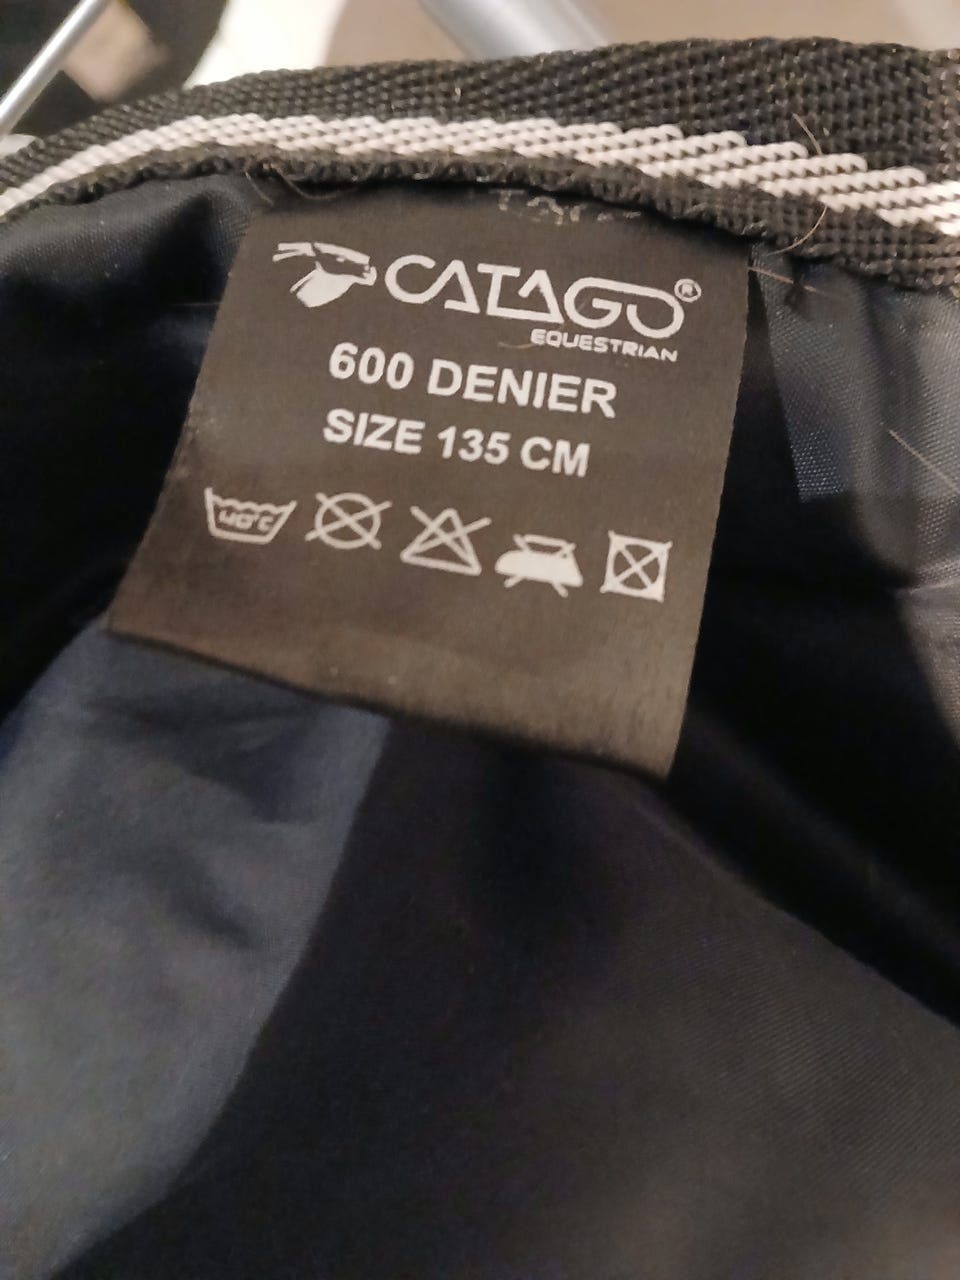 CATAGO®
EQUESTRIAN
600 DENIER
SIZE 135 CM
40°C